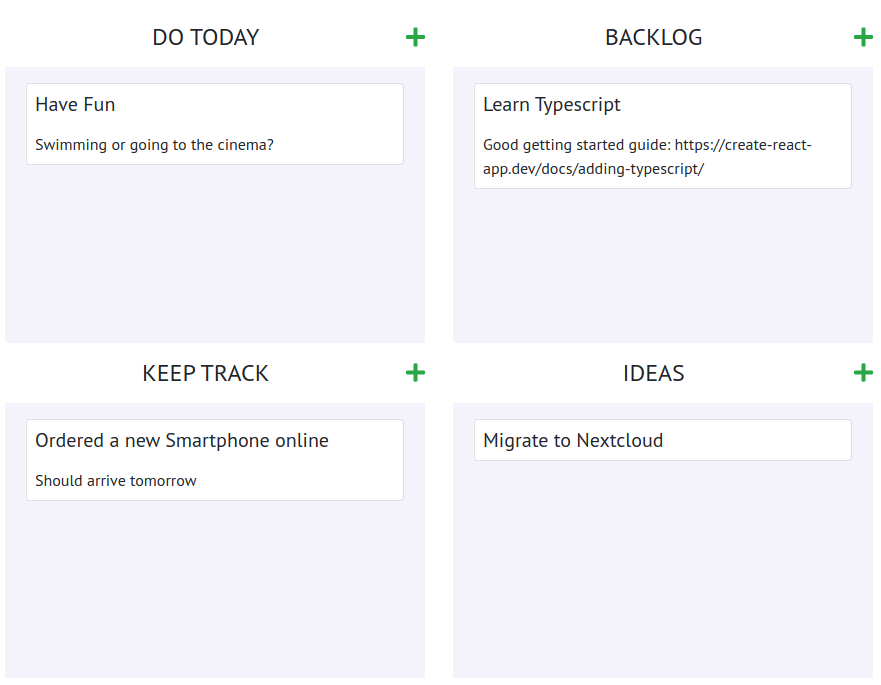 DO TODAY
Have Fun
Swimming or going to the cinema?
BACKLOG
Learn Typescript
Good getting started guide: https://create-react-
app.dev/docs/adding-typescript/
KEEP TRACK
Ordered a new Smartphone online
Should arrive tomorrow
IDEAS
Migrate to Nextcloud